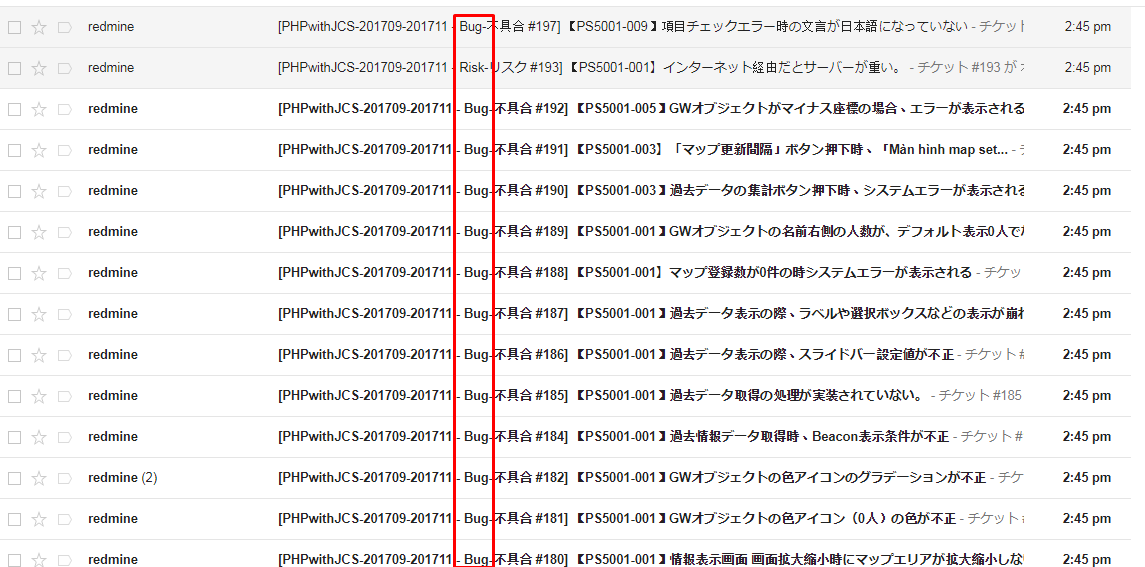 redmine [PHPwithJCS-201709-201711 - Bug-不具合 #197] 【PS5001-009】項目チェックエラー時の文言が日本語になっていない - チケット 2:45 pm
redmine [PHPwithJCS-201709-201711 - Risk-リスク #193] 【PS5001-001】インターネット経由だとサーバーが重い。 - チケット #193 が 2:45 pm
redmine [PHPwithJCS-201709-201711 - Bug-不具合 #192] 【PS5001-005】GWオブジェクトがマイナス座標の場合、エラーが表示される 2:45 pm
redmine [PHPwithJCS-201709-201711 - Bug-不具合 #191] 【PS5001-003】「マップ更新間隔」ボタン押下時、「Màn hình map set... - 2:45 pm
redmine [PHPwithJCS-201709-201711 - Bug-不具合 #190] 【PS5001-003】過去データの集計ボタン押下時、システムエラーが表示される 2:45 pm
redmine [PHPwithJCS-201709-201711 - Bug-不具合 #189] 【PS5001-001】GWオブジェクトの名前右側の人数が、デフォルト表示0人で 2:45 pm
redmine [PHPwithJCS-201709-201711 - Bug-不具合 #188] 【PS5001-001】マップ登録数が0件の時システムエラーが表示される - チケッ 2:45 pm
redmine [PHPwithJCS-201709-201711 - Bug-不具合 #187] 【PS5001-001】過去データ表示の際、ラベルや選択ボックスなどの表示が崩れ 2:45 pm
redmine [PHPwithJCS-201709-201711 - Bug-不具合 #186] 【PS5001-001】過去データ表示の際、スライドバー設定値が不正 - チケット # 2:45 pm
redmine [PHPwithJCS-201709-201711 - Bug-不具合 #185] 【PS5001-001】過去データ取得の処理が実装されていない。 - チケット #185 2:45 pm
redmine [PHPwithJCS-201709-201711 - Bug-不具合 #184] 【PS5001-001】過去情報データ取得時、Beacon表示条件が不正 - チケット # 2:45 pm
redmine (2) [PHPwithJCS-201709-201711 - Bug-不具合 #182] 【PS5001-001】GWオブジェクトの色アイコンのグラデーションが不正 - チケ 2:45 pm
redmine [PHPwithJCS-201709-201711 - Bug-不具合 #181] 【PS5001-001】GWオブジェクトの色アイコン（0人）の色が不正 - チケット # 2:45 pm
redmine [PHPwithJCS-201709-201711 - Bug-不具合 #180] 【PS5001-001】情報表示画面 画面拡大縮小時にマップエリアが拡大縮小しな 2:45 pm